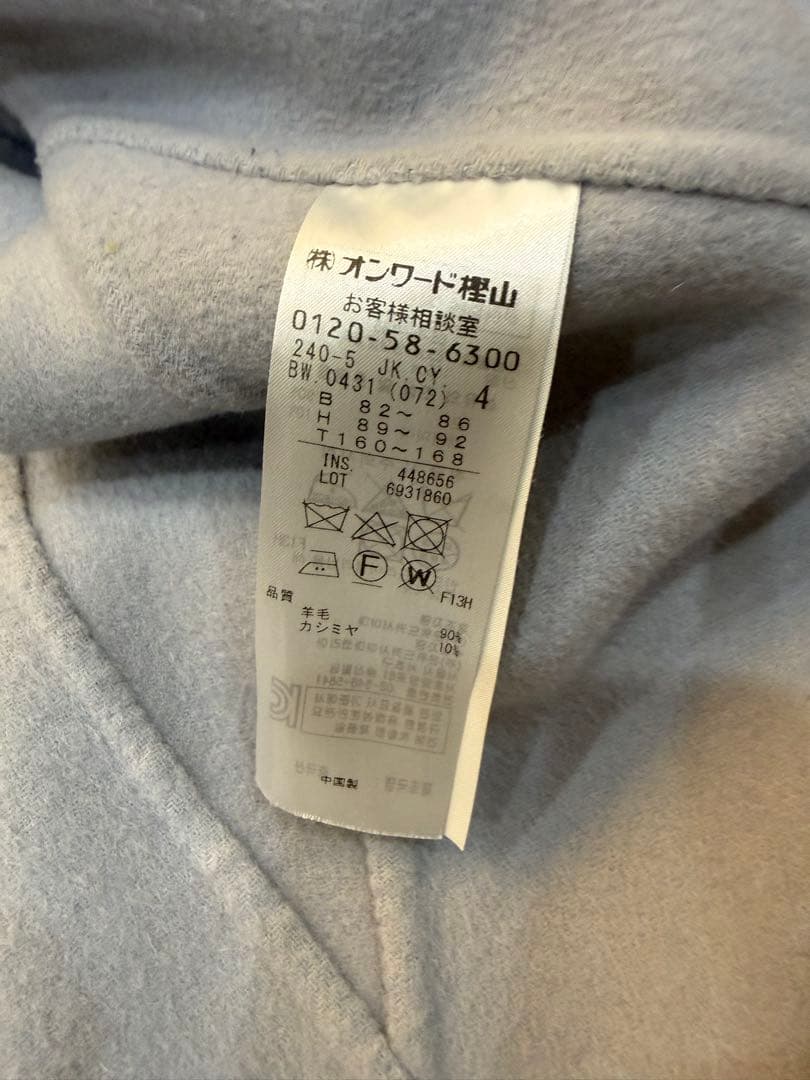 (株)オンワード樫山
お客様相談室
0120-58-6300
240-5 JK.CY.
BW.0431 (072) 4
B 82～ 86
H 89～ 92
T 160～168
INS. 448656
LOT 6931860
F
W
F13H
品質
羊毛 90%
カシミヤ 10%
中国製